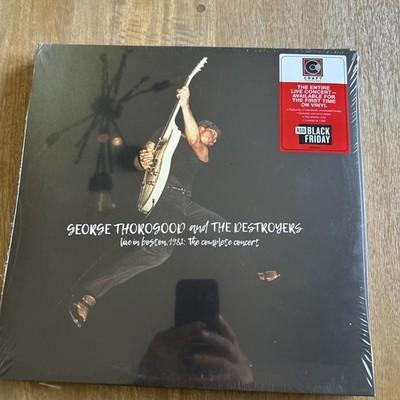 CRAFT
THE ENTIRE
LIVE CONCERT–
AVAILABLE FOR
THE FIRST TIME
ON VINYL
RSD
BLACK
FRIDAY
GEORGE THOROGOOD and THE DESTROYERS
live in boston, 1982: the complete concert